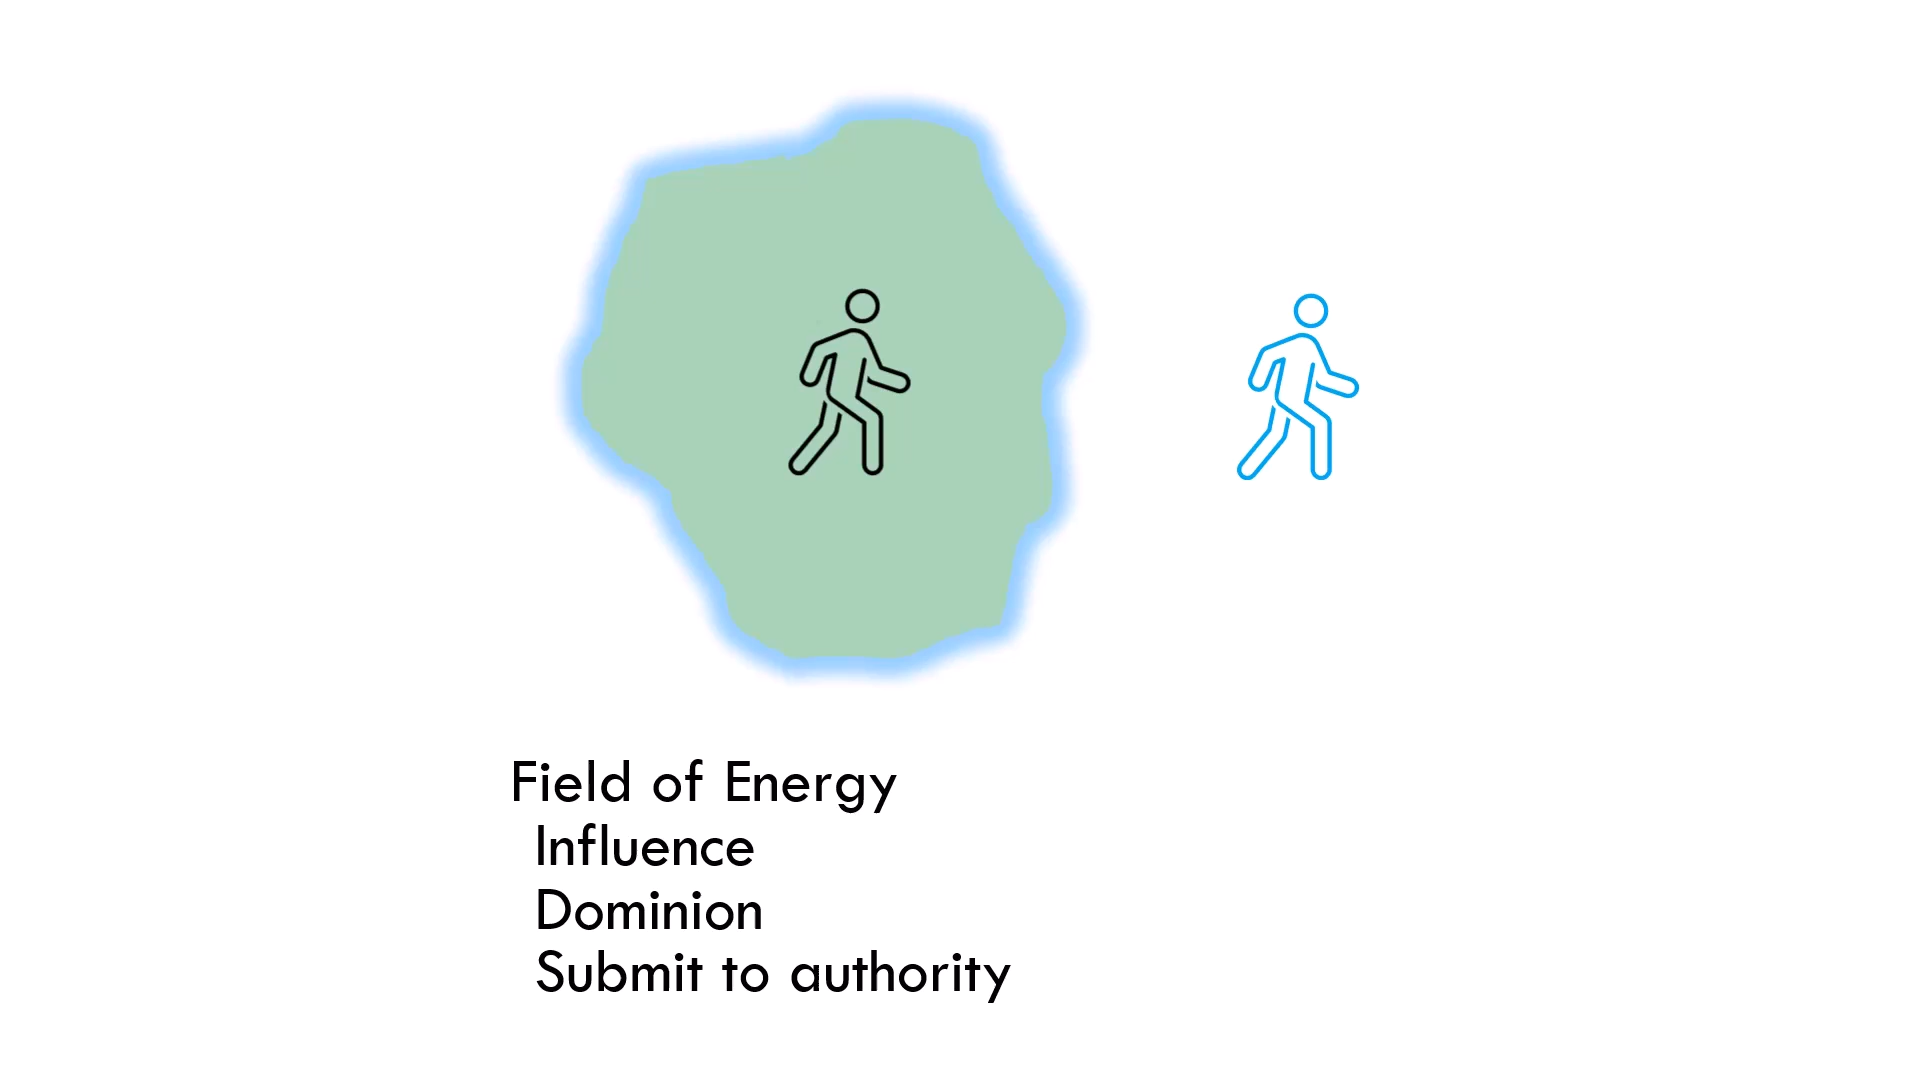 Field of Energy
Influence
Dominion
Submit to authority